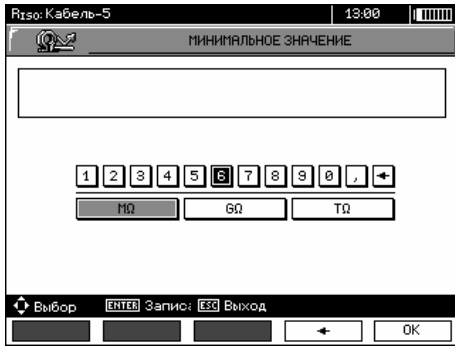 RISO: Кабель-5 13:00
МИНИМАЛЬНОЕ ЗНАЧЕНИЕ
1 2 3 4 5 6 7 8 9 0 , ←
MΩ GΩ TΩ
Выбор ENTER Запис ESC Выход
← OK